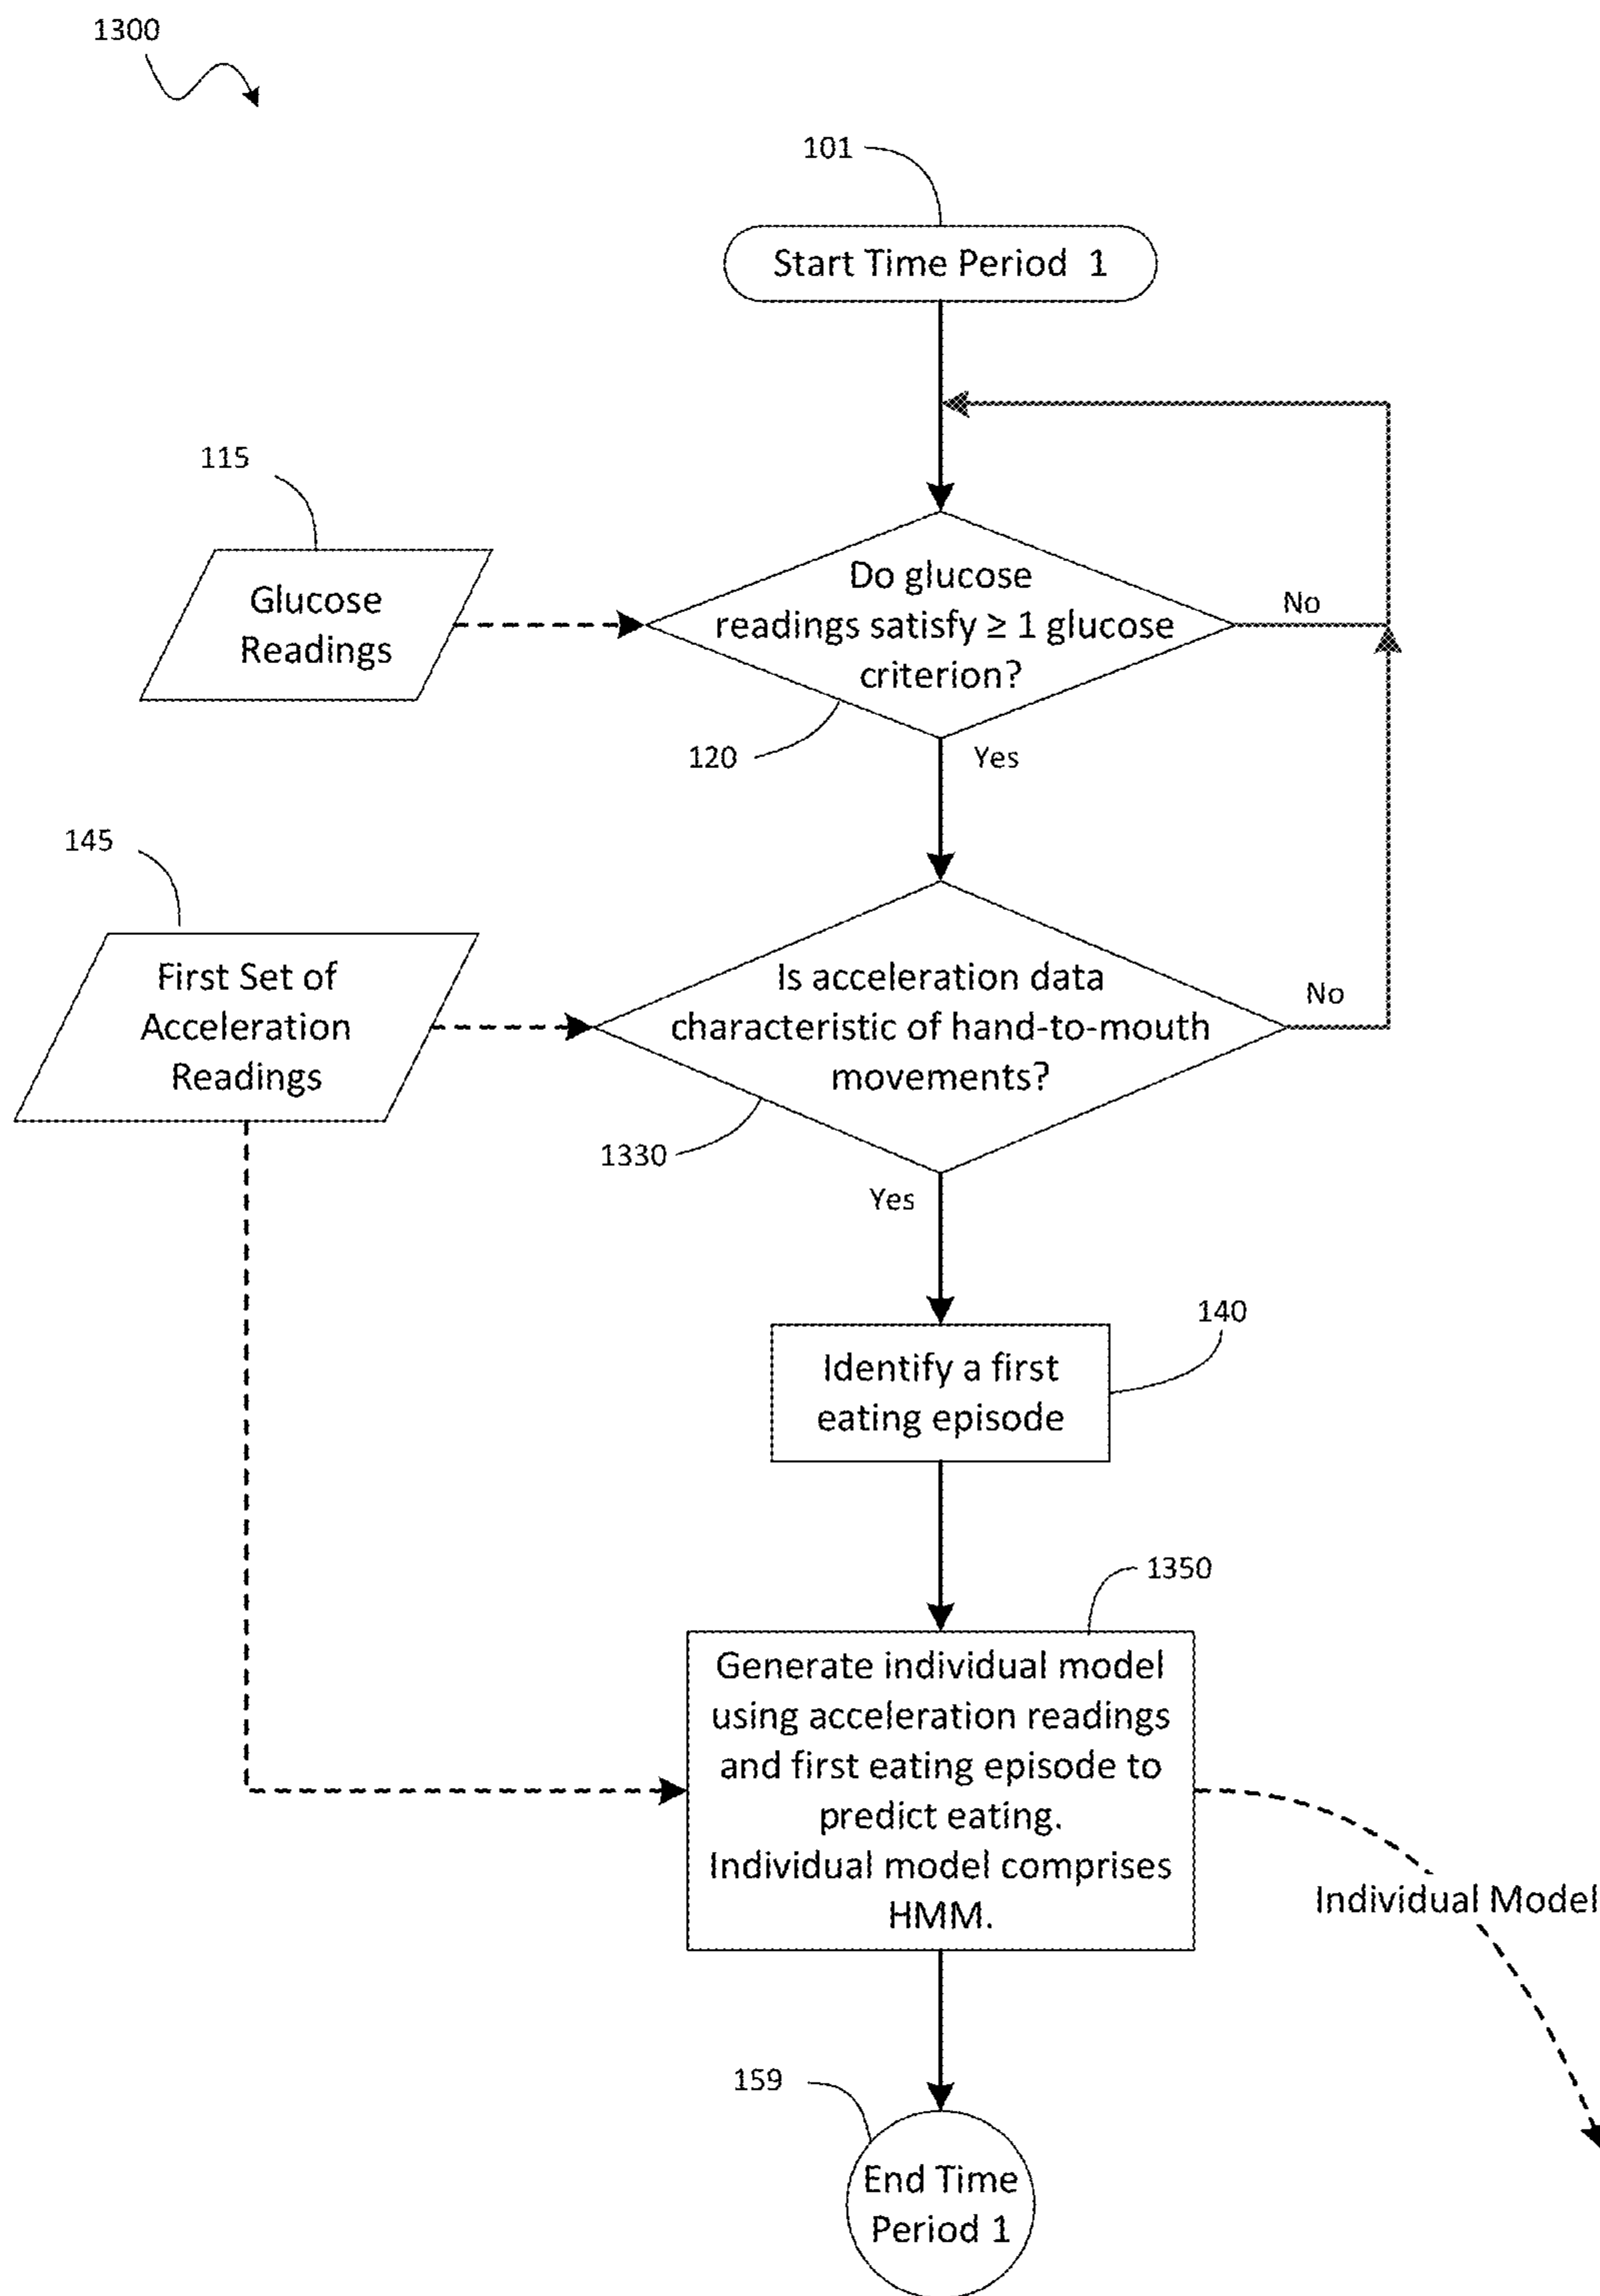 1300
101
Start Time Period 1
115
Glucose
Readings
Do glucose
readings satisfy ≥ 1 glucose
criterion?
No
120
Yes
145
First Set of
Acceleration
Readings
Is acceleration data
characteristic of hand-to-mouth
movements?
No
1330
Yes
140
Identify a first
eating episode
1350
Generate individual model
using acceleration readings
and first eating episode to
predict eating.
Individual model comprises
HMM.
Individual Model
159
End Time
Period 1